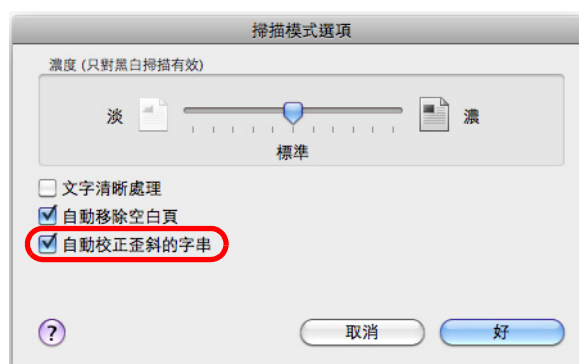 掃描模式選項
濃度 (只對黑白掃描有效)
淡 濃
標準
文字清晰處理
自動移除空白頁
自動校正歪斜的字串
? 取消 好